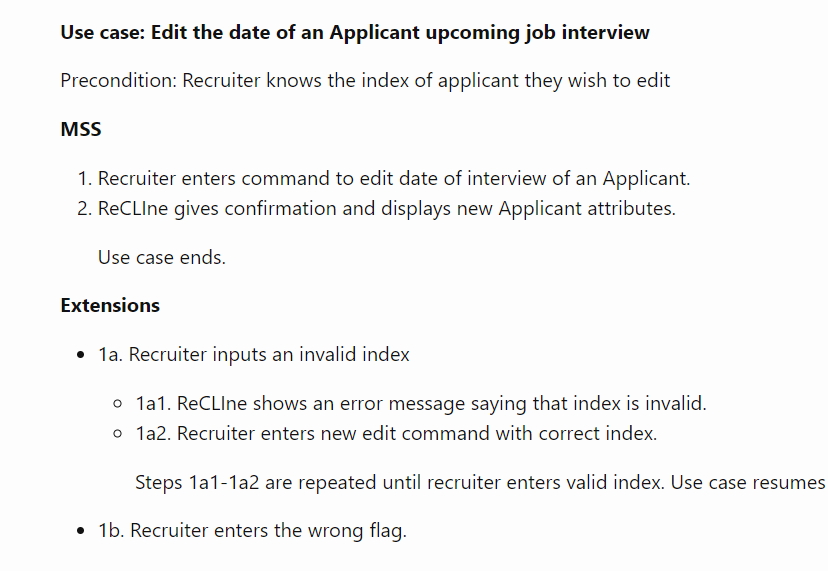 Use case: Edit the date of an Applicant upcoming job interview
Precondition: Recruiter knows the index of applicant they wish to edit
MSS
1. Recruiter enters command to edit date of interview of an Applicant.
2. ReCLIne gives confirmation and displays new Applicant attributes.
Use case ends.
Extensions
• 1a. Recruiter inputs an invalid index
◦ 1a1. ReCLIne shows an error message saying that index is invalid.
◦ 1a2. Recruiter enters new edit command with correct index.
Steps 1a1-1a2 are repeated until recruiter enters valid index. Use case resumes
• 1b. Recruiter enters the wrong flag.